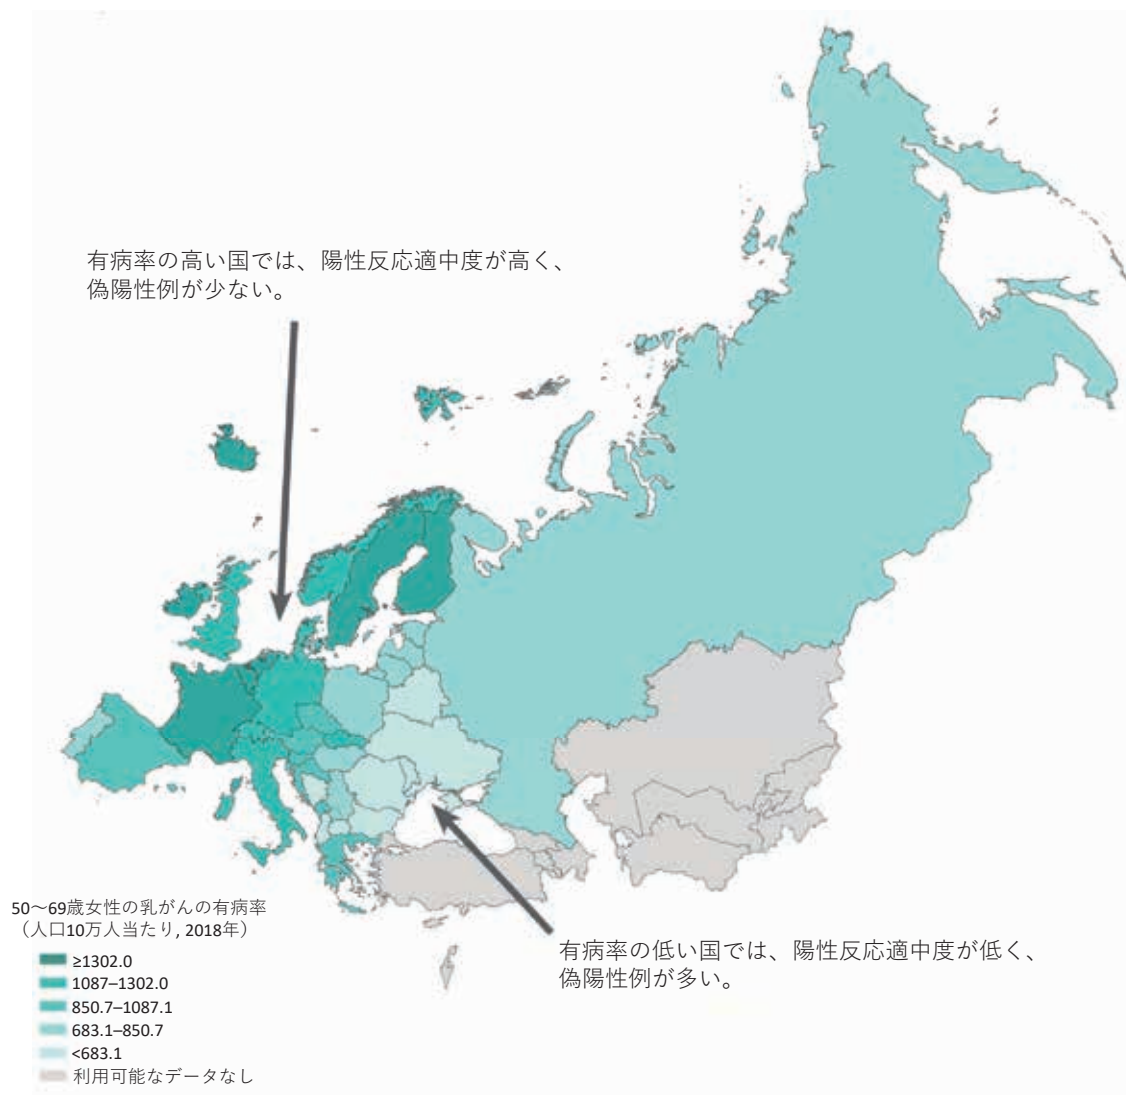 有病率の高い国では、陽性反応適中度が高く、
偽陽性例が少ない。
50〜69歳女性の乳がんの有病率
（人口10万人当たり, 2018年）
≥1302.0
1087–1302.0
850.7–1087.1
683.1–850.7
<683.1
利用可能なデータなし
有病率の低い国では、陽性反応適中度が低く、
偽陽性例が多い。